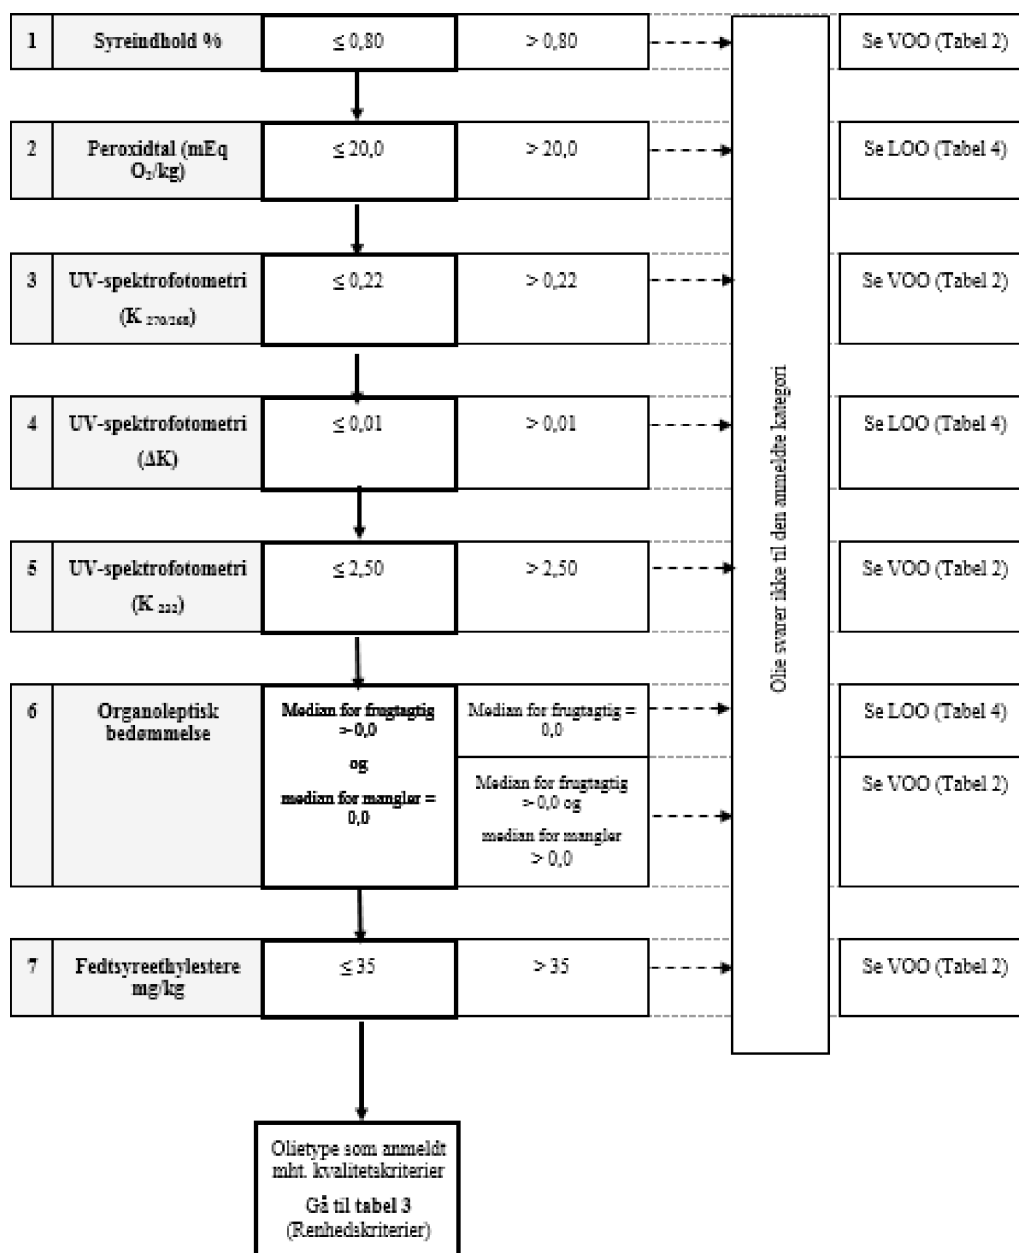 1 Syreindhold % ≤ 0,80 > 0,80 Se VOO (Tabel 2)
2 Peroxidtal (mEq ≤ 20,0 > 20,0 Se LOO (Tabel 4)
O₂/kg)
3 UV-spektrofotometri ≤ 0,22 > 0,22 Se VOO (Tabel 2)
(K 270/268)
4 UV-spektrofotometri ≤ 0,01 > 0,01 Se LOO (Tabel 4)
(ΔK)
5 UV-spektrofotometri ≤ 2,50 > 2,50 Se VOO (Tabel 2)
(K 232)
6 Organoleptisk
bedømmelse
Median for frugtagtig
> 0,0
og
median for mangler =
0,0
Median for frugtagtig =
0,0
Se LOO (Tabel 4)
Median for frugtagtig
> 0,0 og
median for mangler
> 0,0
Se VOO (Tabel 2)
7 Fedtsyreethylestere ≤ 35 > 35 Se VOO (Tabel 2)
mg/kg
Olie svarer ikke til den anmeldte kategori
Olietype som anmeldt
mht. kvalitetskriterier
Gå til tabel 3
(Renhedskriterier)